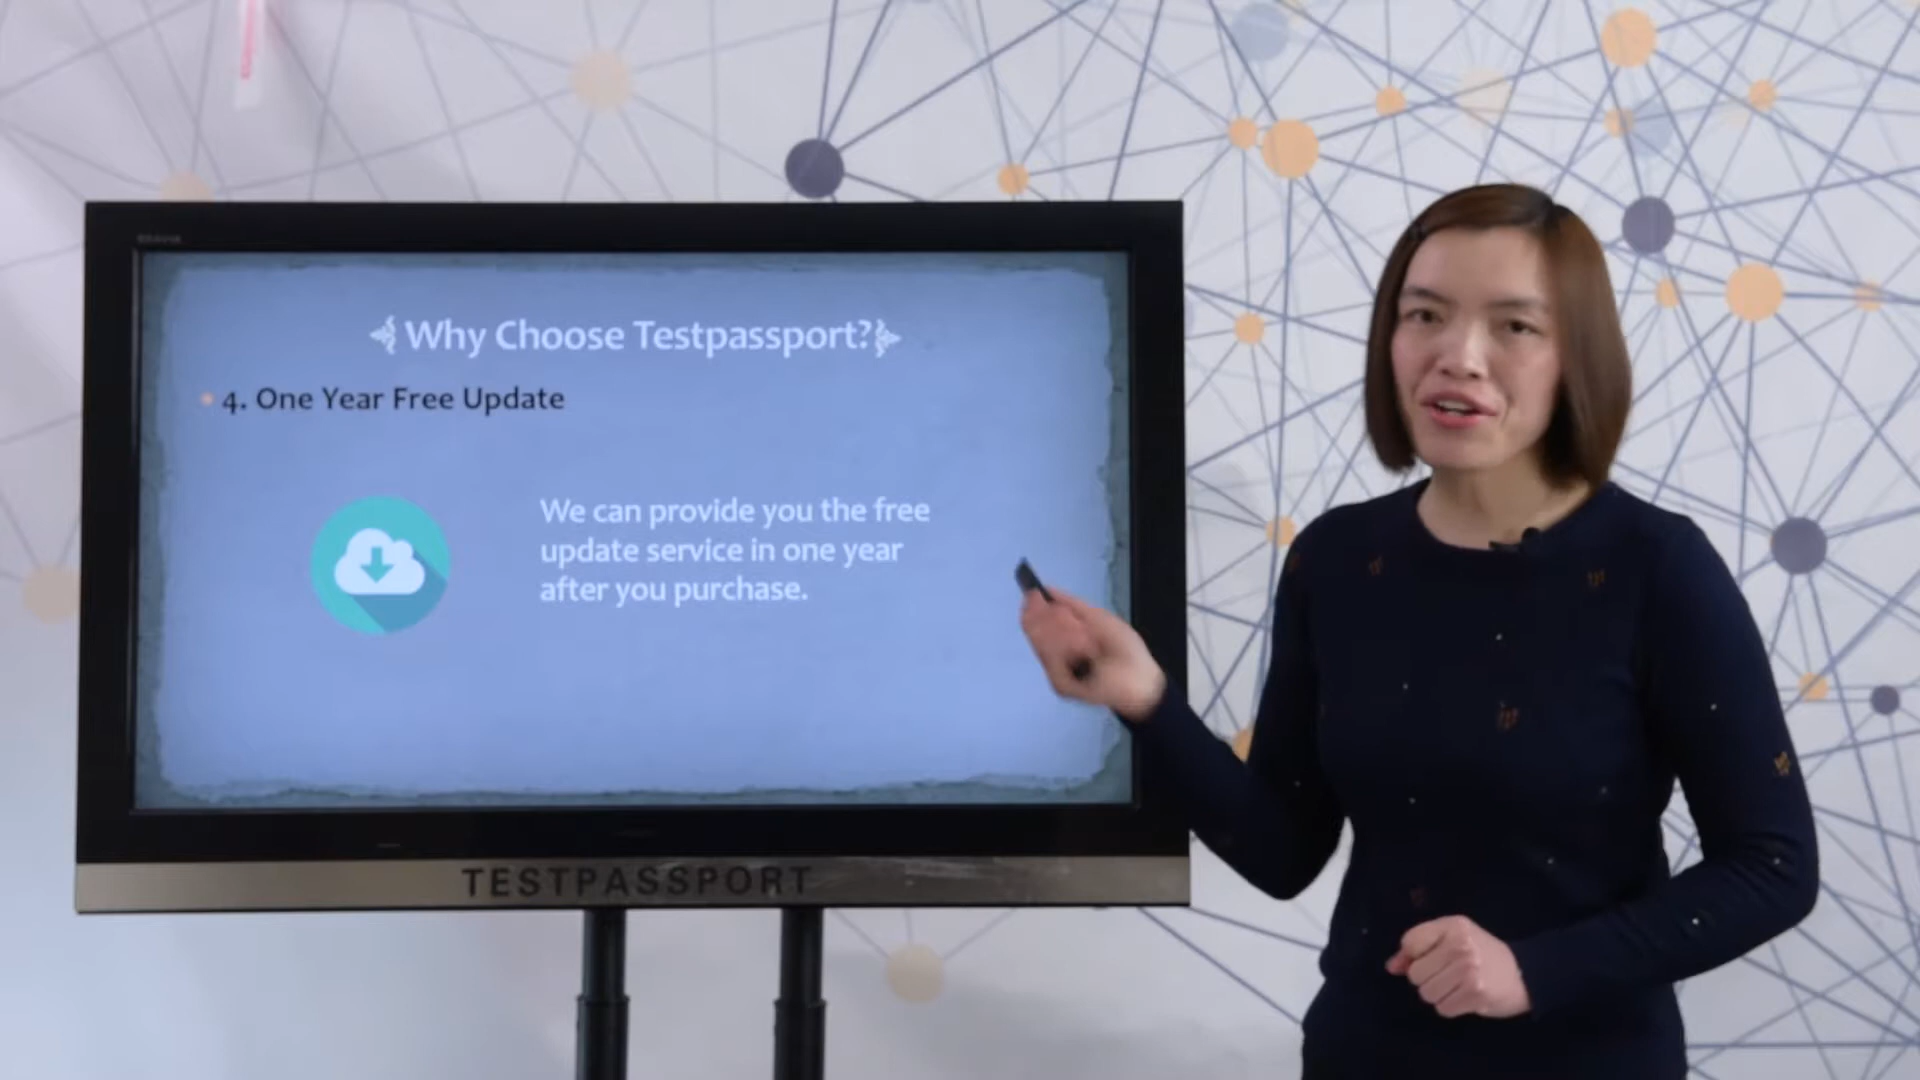 Why Choose Testpassport?
• 4. One Year Free Update
We can provide you the free
update service in one year
after you purchase.
TESTPASSPORT